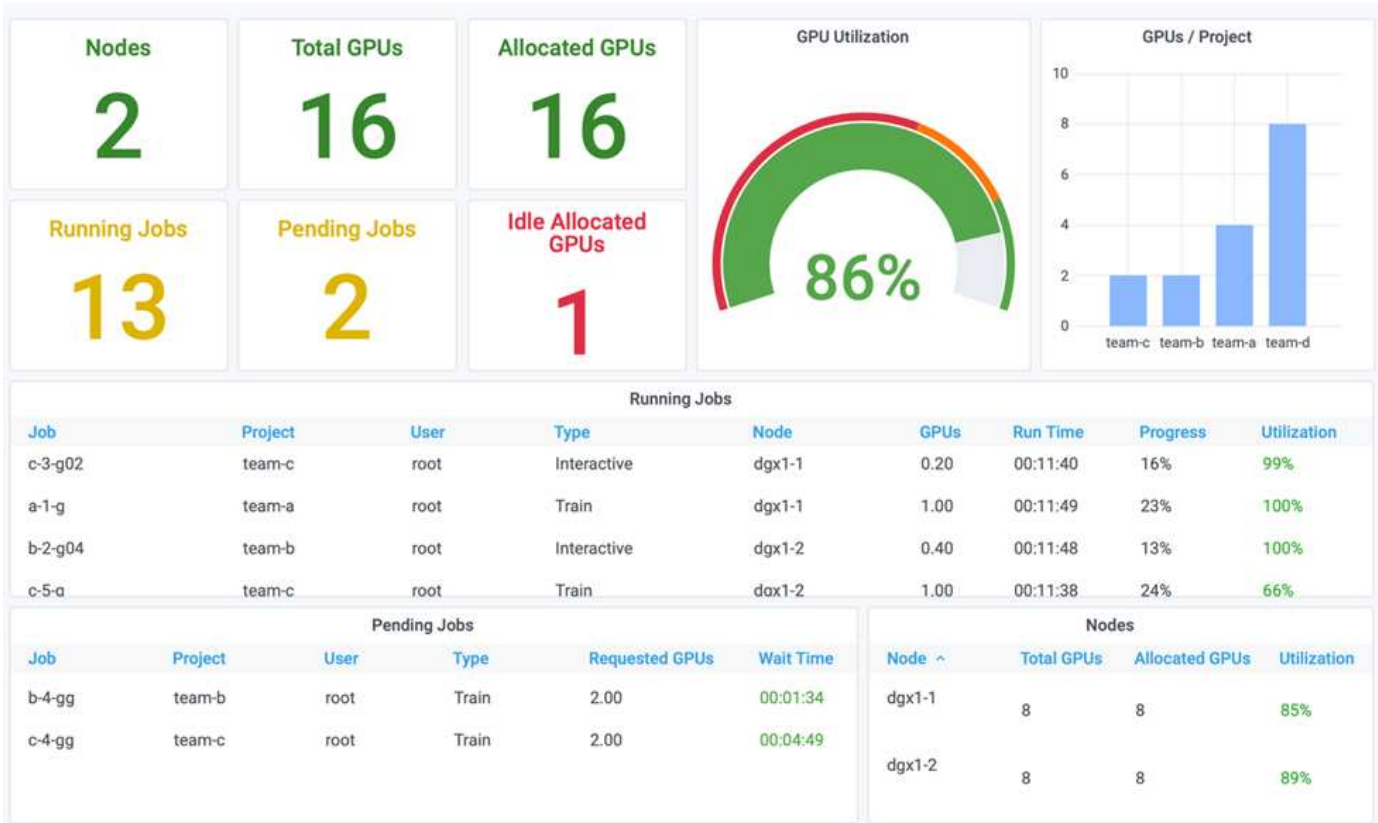 Nodes
2
Total GPUs
16
Allocated GPUs
16
Running Jobs
13
Pending Jobs
2
Idle Allocated
GPUs
1
GPU Utilization
86%
GPUs / Project
10
8
6
4
2
0
team-c team-b team-a team-d
Running Jobs
Job Project User Type Node GPUs Run Time Progress Utilization
c-3-g02 team-c root Interactive dgx1-1 0.20 00:11:40 16% 99%
a-1-g team-a root Train dgx1-1 1.00 00:11:49 23% 100%
b-2-g04 team-b root Interactive dgx1-2 0.40 00:11:48 13% 100%
c-5-g team-c root Train dgx1-2 1.00 00:11:38 24% 66%
Pending Jobs
Job Project User Type Requested GPUs Wait Time
b-4-gg team-b root Train 2.00 00:01:34
c-4-gg team-c root Train 2.00 00:04:49
Nodes
Node Total GPUs Allocated GPUs Utilization
dgx1-1 8 8 85%
dgx1-2 8 8 89%